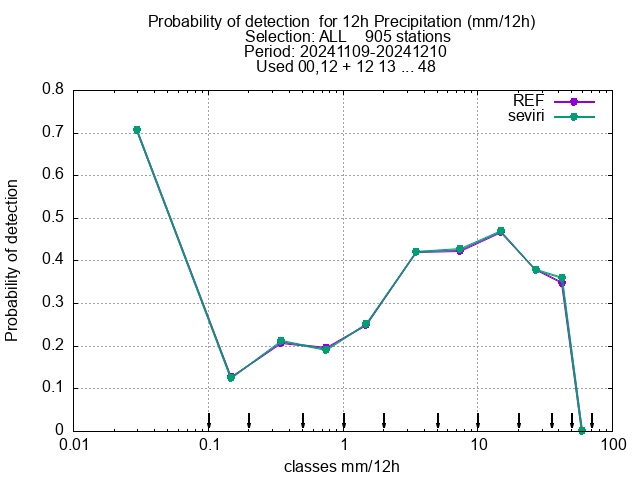 Probability of detection  for 12h Precipitation (mm/12h)
Selection: ALL    905 stations
Period: 20241109-20241210
Used 00,12 + 12 13 ... 48
REF
seviri
0.8
0.7
0.6
0.5
0.4
0.3
0.2
0.1
0
Probability of detection
0.01 0.1 1 10 100
classes mm/12h